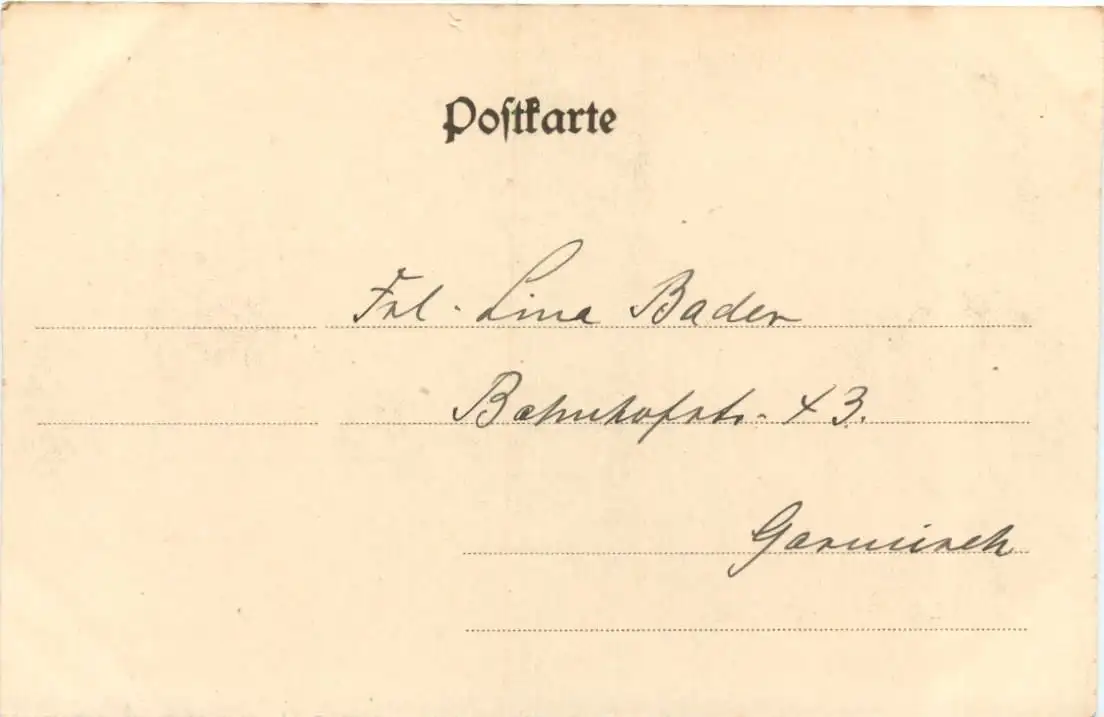 Postkarte
Frl. Lina Bader
Bahnhofstr. 43.
Garmisch